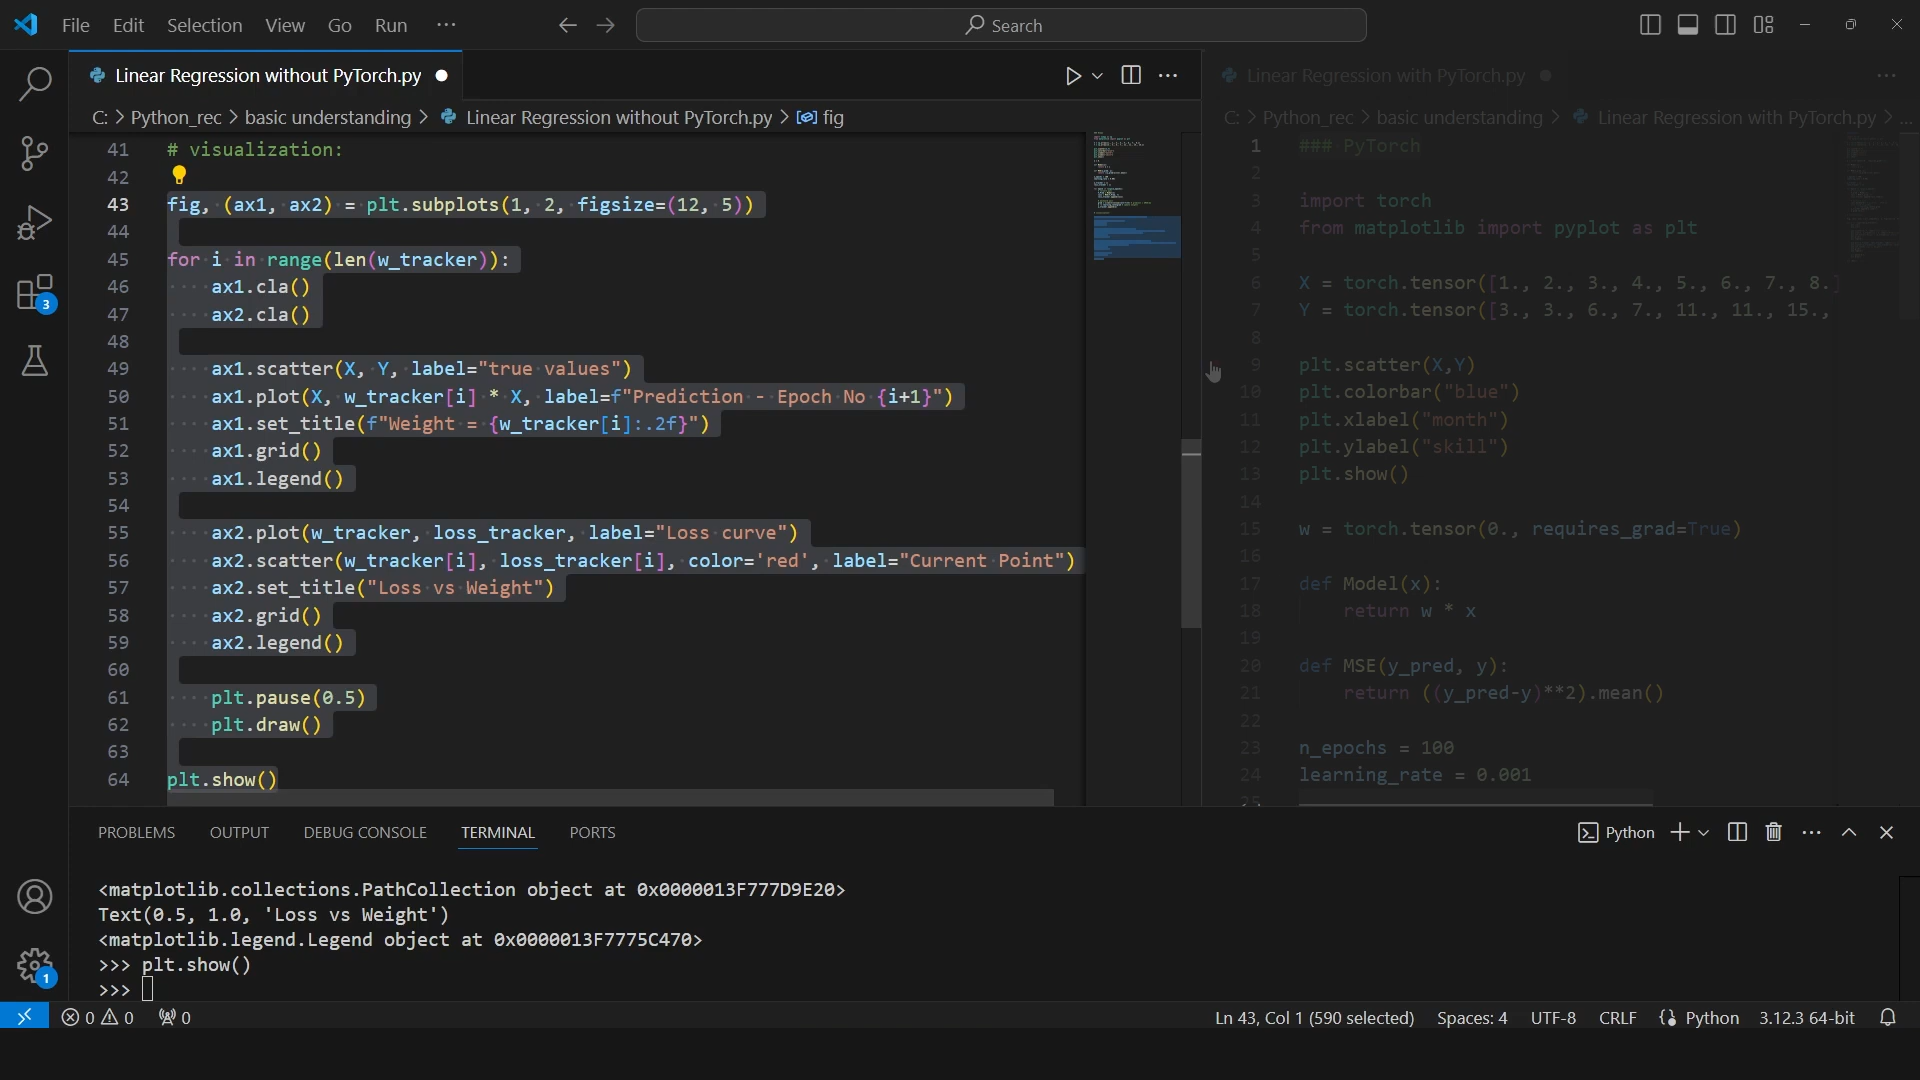 File Edit Selection View Go Run ···
Search
Linear Regression without PyTorch.py
C: > Python_rec > basic understanding > Linear Regression without PyTorch.py > fig
41 # visualization:
42
43 fig, (ax1, ax2) = plt.subplots(1, 2, figsize=(12, 5))
44
45 for i in range(len(w_tracker)):
46     ax1.cla()
47     ax2.cla()
48
49     ax1.scatter(X, Y, label="true values")
50     ax1.plot(X, w_tracker[i] * X, label=f"Prediction - Epoch No {i+1}")
51     ax1.set_title(f"Weight = {w_tracker[i]:.2f}")
52     ax1.grid()
53     ax1.legend()
54
55     ax2.plot(w_tracker, loss_tracker, label="Loss curve")
56     ax2.scatter(w_tracker[i], loss_tracker[i], color='red', label="Current Point")
57     ax2.set_title("Loss vs Weight")
58     ax2.grid()
59     ax2.legend()
60
61     plt.pause(0.5)
62     plt.draw()
63
64 plt.show()
Linear Regression with PyTorch.py
C: > Python_rec > basic understanding > Linear Regression with PyTorch.py > ...
1 ### PyTorch
2
3 import torch
4 from matplotlib import pyplot as plt
5
6 X = torch.tensor([1., 2., 3., 4., 5., 6., 7., 8.
7 Y = torch.tensor([3., 3., 6., 7., 11., 11., 15.,
8
9 plt.scatter(X,Y)
10 plt.colorbar("blue")
11 plt.xlabel("month")
12 plt.ylabel("skill")
13 plt.show()
14
15 w = torch.tensor(0., requires_grad=True)
16
17 def Model(x):
18     return w * x
19
20 def MSE(y_pred, y):
21     return ((y_pred-y)**2).mean()
22
23 n_epochs = 100
24 learning_rate = 0.001
25
PROBLEMS OUTPUT DEBUG CONSOLE TERMINAL PORTS
Python
<matplotlib.collections.PathCollection object at 0x0000013F777D9E20>
Text(0.5, 1.0, 'Loss vs Weight')
<matplotlib.legend.Legend object at 0x0000013F7775C470>
>>> plt.show()
>>>
3
1
0 0 0
Ln 43, Col 1 (590 selected) Spaces: 4 UTF-8 CRLF Python 3.12.3 64-bit